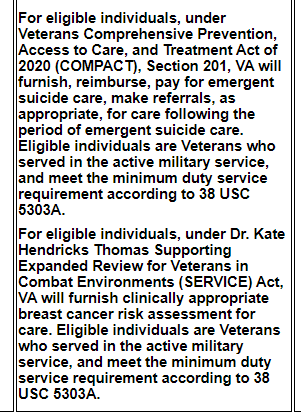 For eligible individuals, under
Veterans Comprehensive Prevention,
Access to Care, and Treatment Act of
2020 (COMPACT), Section 201, VA will
furnish, reimburse, pay for emergent
suicide care, make referrals, as
appropriate, for care following the
period of emergent suicide care.
Eligible individuals are Veterans who
served in the active military service,
and meet the minimum duty service
requirement according to 38 USC
5303A.
For eligible individuals, under Dr. Kate
Hendricks Thomas Supporting
Expanded Review for Veterans in
Combat Environments (SERVICE) Act,
VA will furnish clinically appropriate
breast cancer risk assessment for
care. Eligible individuals are Veterans
who served in the active military
service, and meet the minimum duty
service requirement according to 38
USC 5303A.